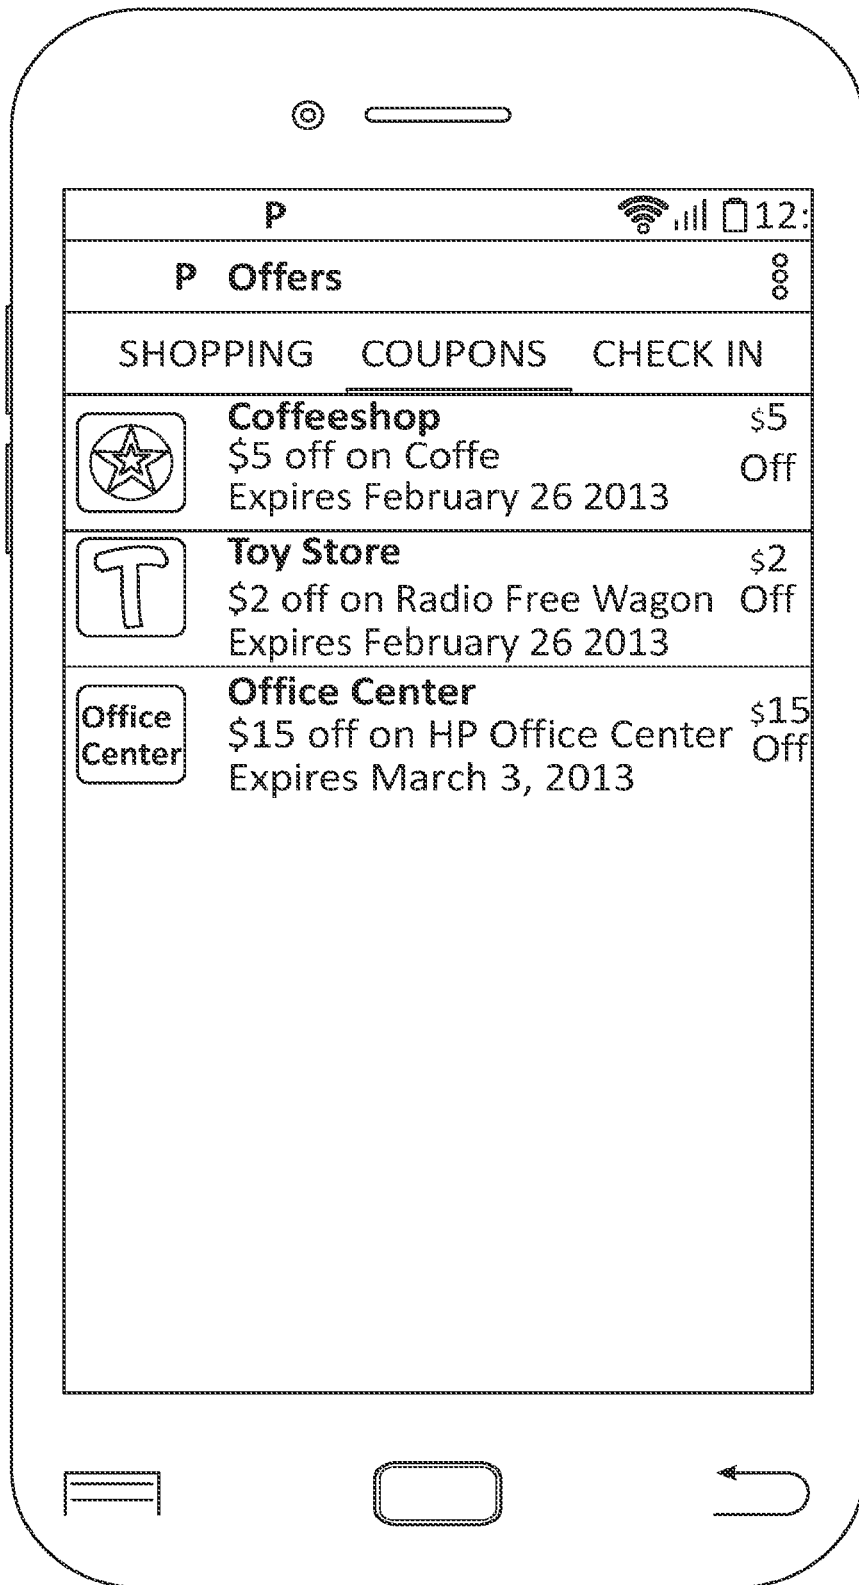 P 12:
P Offers
SHOPPING COUPONS CHECK IN
Coffeeshop $5
$5 off on Coffe Off
Expires February 26 2013
T
Toy Store $2
$2 off on Radio Free Wagon Off
Expires February 26 2013
Office Center
Office Center $15
$15 off on HP Office Center Off
Expires March 3, 2013